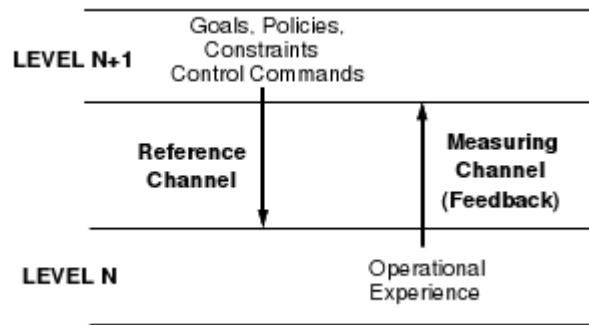 Goals, Policies,
Constraints
Control Commands
LEVEL N+1
Reference
Channel
Measuring
Channel
(Feedback)
LEVEL N
Operational
Experience